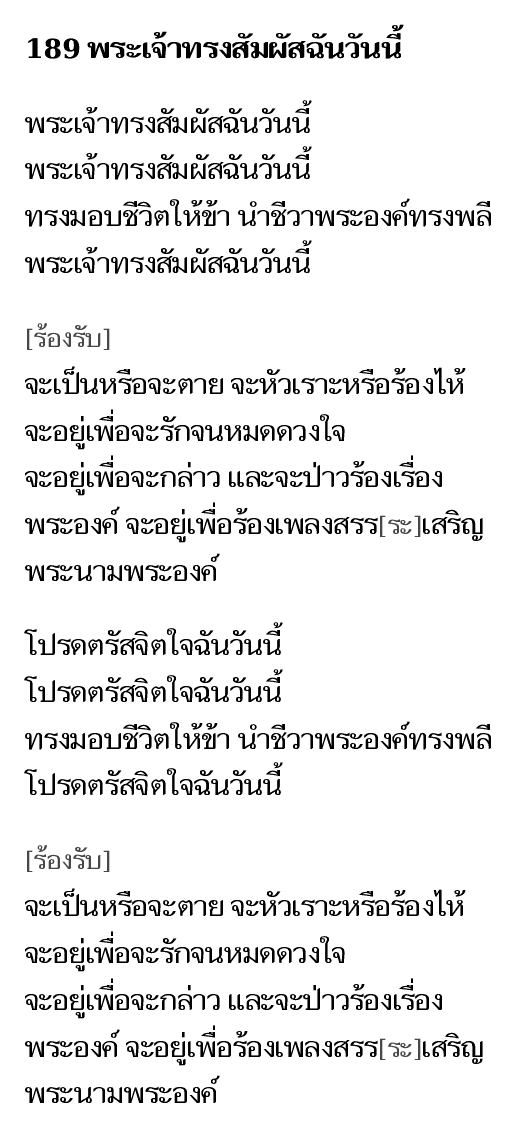 189 พระเจ้าทรงสัมผัสฉันวันนี้
พระเจ้าทรงสัมผัสฉันวันนี้
พระเจ้าทรงสัมผัสฉันวันนี้
ทรงมอบชีวิตให้ข้า นำชีวาพระองค์ทรงพลี
พระเจ้าทรงสัมผัสฉันวันนี้
[ร้องรับ]
จะเป็นหรือจะตาย จะหัวเราะหรือร้องไห้
จะอยู่เพื่อจะรักจนหมดดวงใจ
จะอยู่เพื่อจะกล่าว และจะป่าวร้องเรื่อง
พระองค์ จะอยู่เพื่อร้องเพลงสรร[ระ]เสริญ
พระนามพระองค์
โปรดตรัสจิตใจฉันวันนี้
โปรดตรัสจิตใจฉันวันนี้
ทรงมอบชีวิตให้ข้า นำชีวาพระองค์ทรงพลี
โปรดตรัสจิตใจฉันวันนี้
[ร้องรับ]
จะเป็นหรือจะตาย จะหัวเราะหรือร้องไห้
จะอยู่เพื่อจะรักจนหมดดวงใจ
จะอยู่เพื่อจะกล่าว และจะป่าวร้องเรื่อง
พระองค์ จะอยู่เพื่อร้องเพลงสรร[ระ]เสริญ
พระนามพระองค์